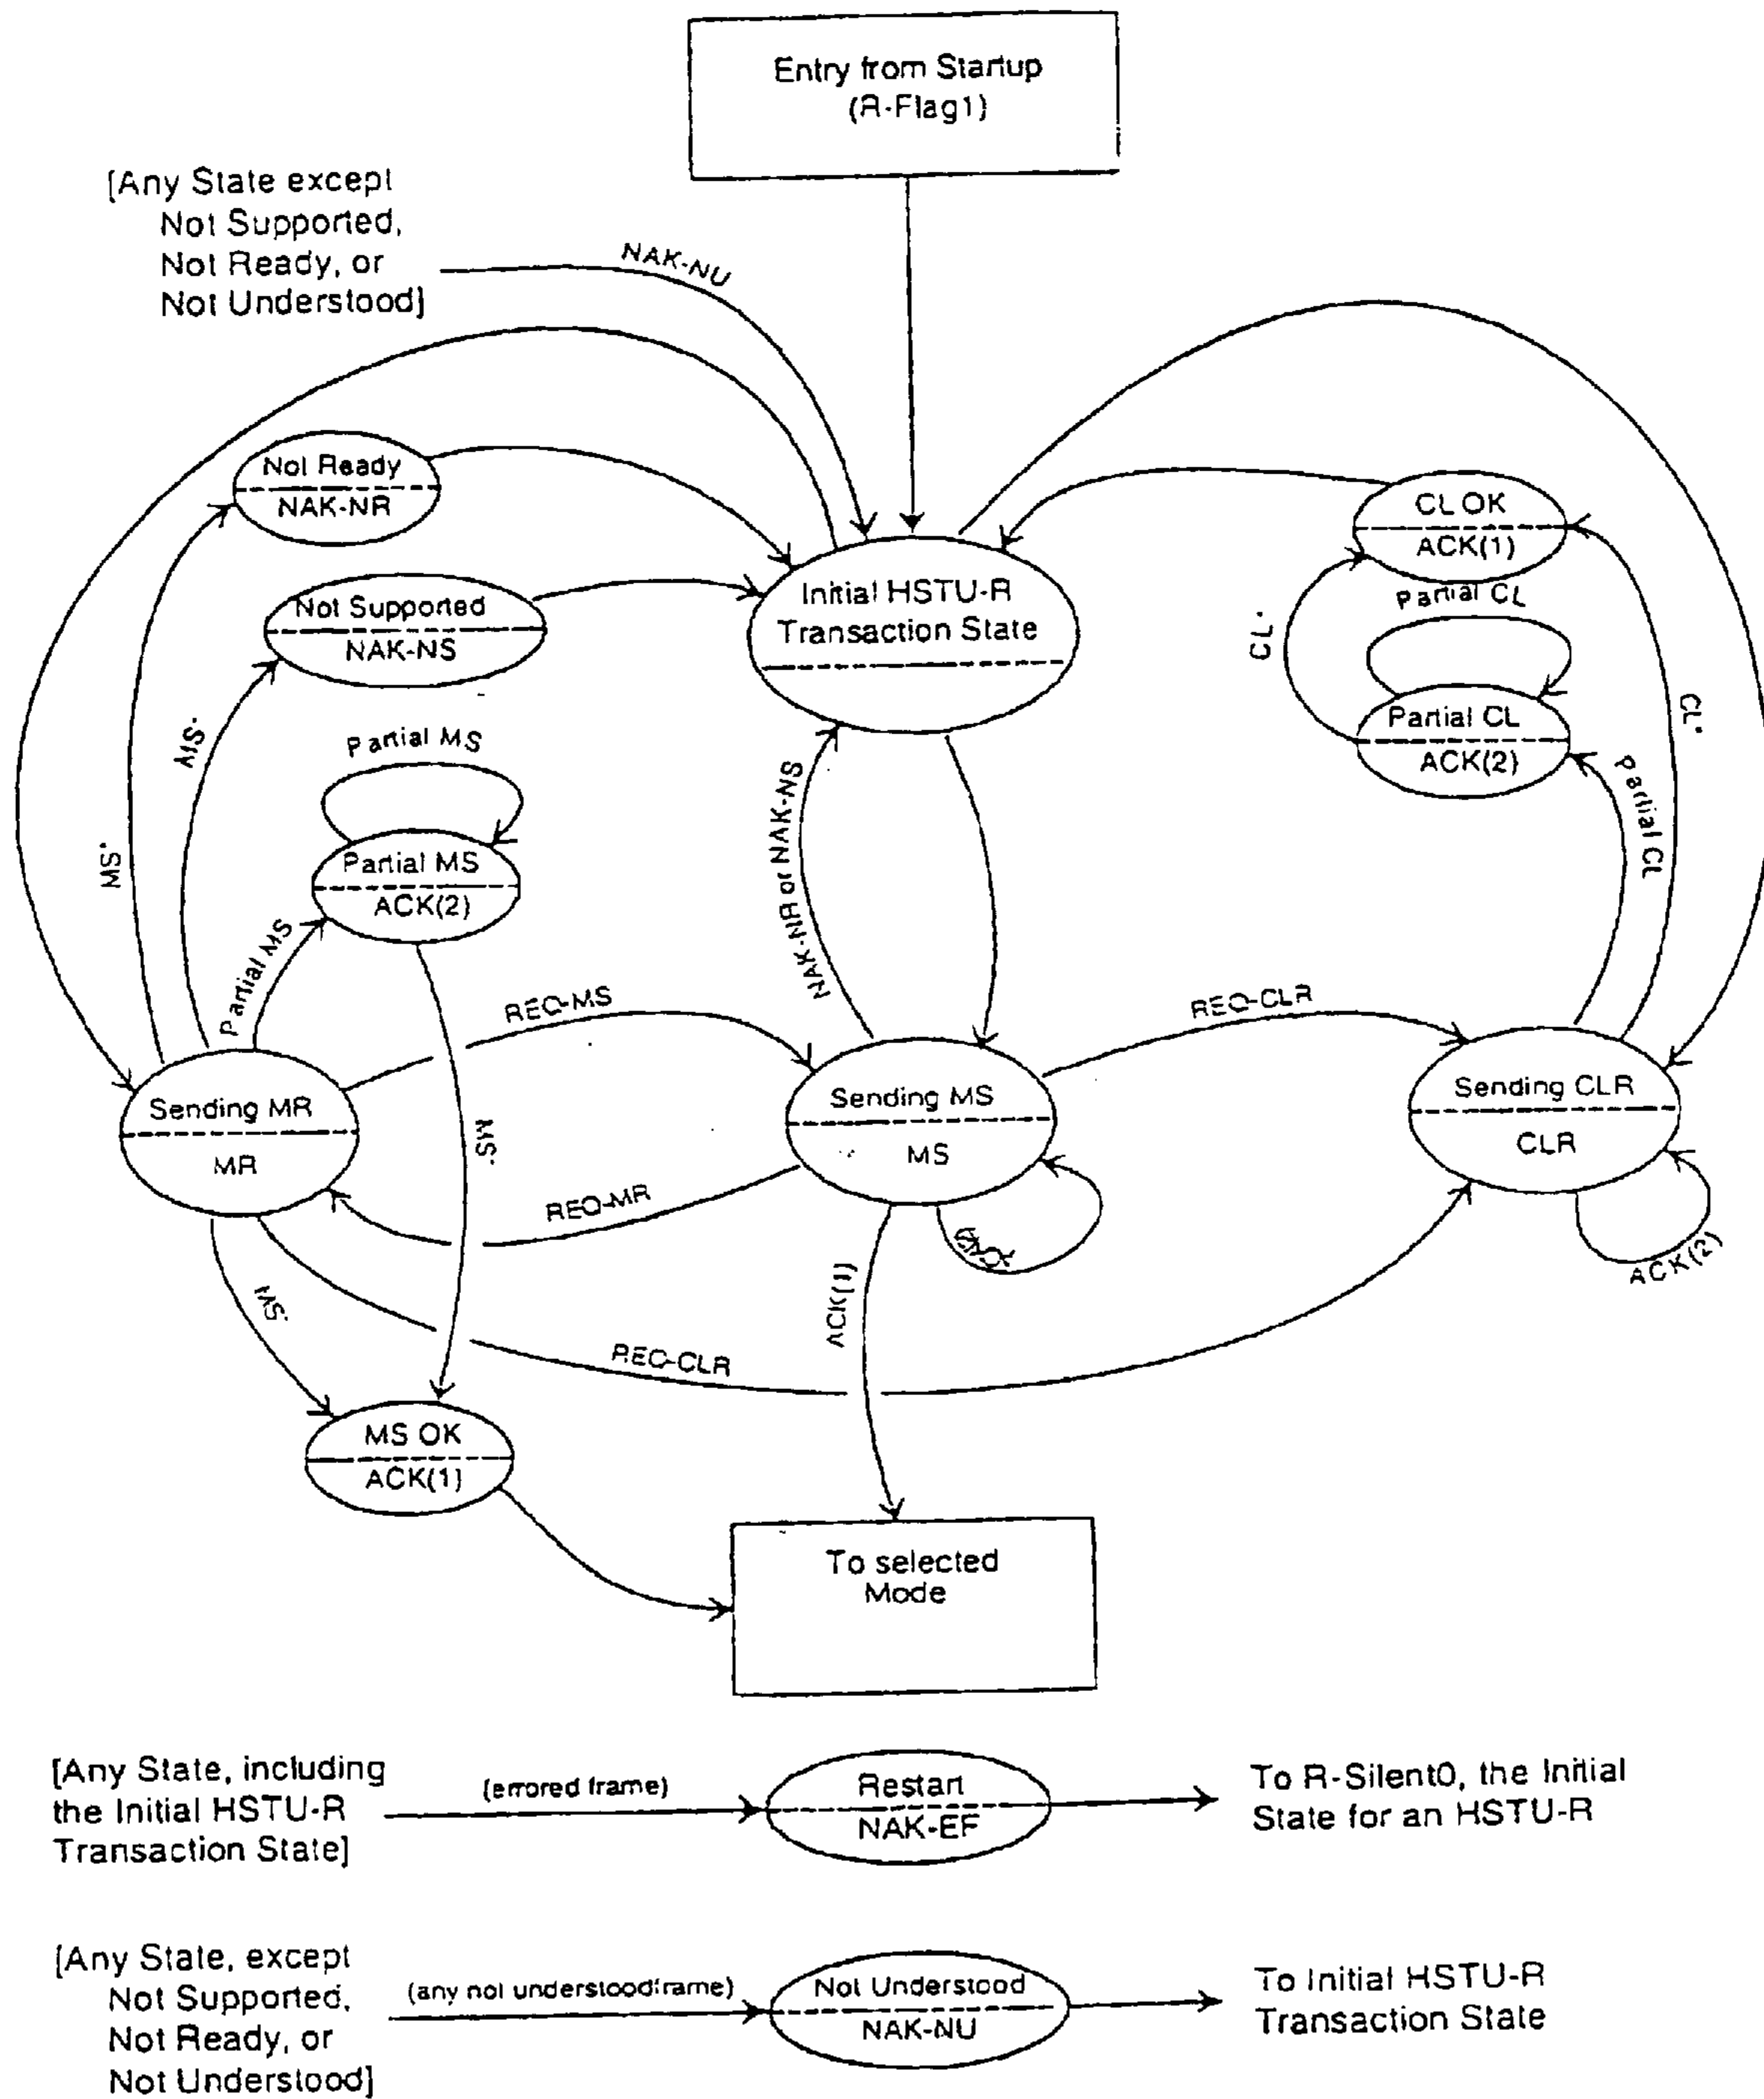 Entry from Startup
(R-Flag1)
[Any State except
Not Supported,
Not Ready, or
Not Understood]
NAK-NU
Not Ready
NAK-NR
Not Supported
NAK-NS
Initial HSTU-R
Transaction State
CL OK
ACK(1)
Partial CL
CL*
Partial CL
ACK(2)
CL*
Partial CL
MS*
MS*
Partial MS
Partial MS
ACK(2)
Partial MS
NAK-NR or NAK-NS
REQ-MS
REQ-CLR
Sending MR
MR
MS*
Sending MS
MS
Sending CLR
CLR
REQ-MR
ACK(2)
MS*
ACK(1)
REQ-CLR
MS OK
ACK(1)
To selected
Mode
[Any State, including
the Initial HSTU-R
Transaction State]
(errored frame)
Restart
NAK-EF
To R-Silent0, the Initial
State for an HSTU-R
[Any State, except
Not Supported,
Not Ready, or
Not Understood]
(any not understood frame)
Not Understood
NAK-NU
To Initial HSTU-R
Transaction State